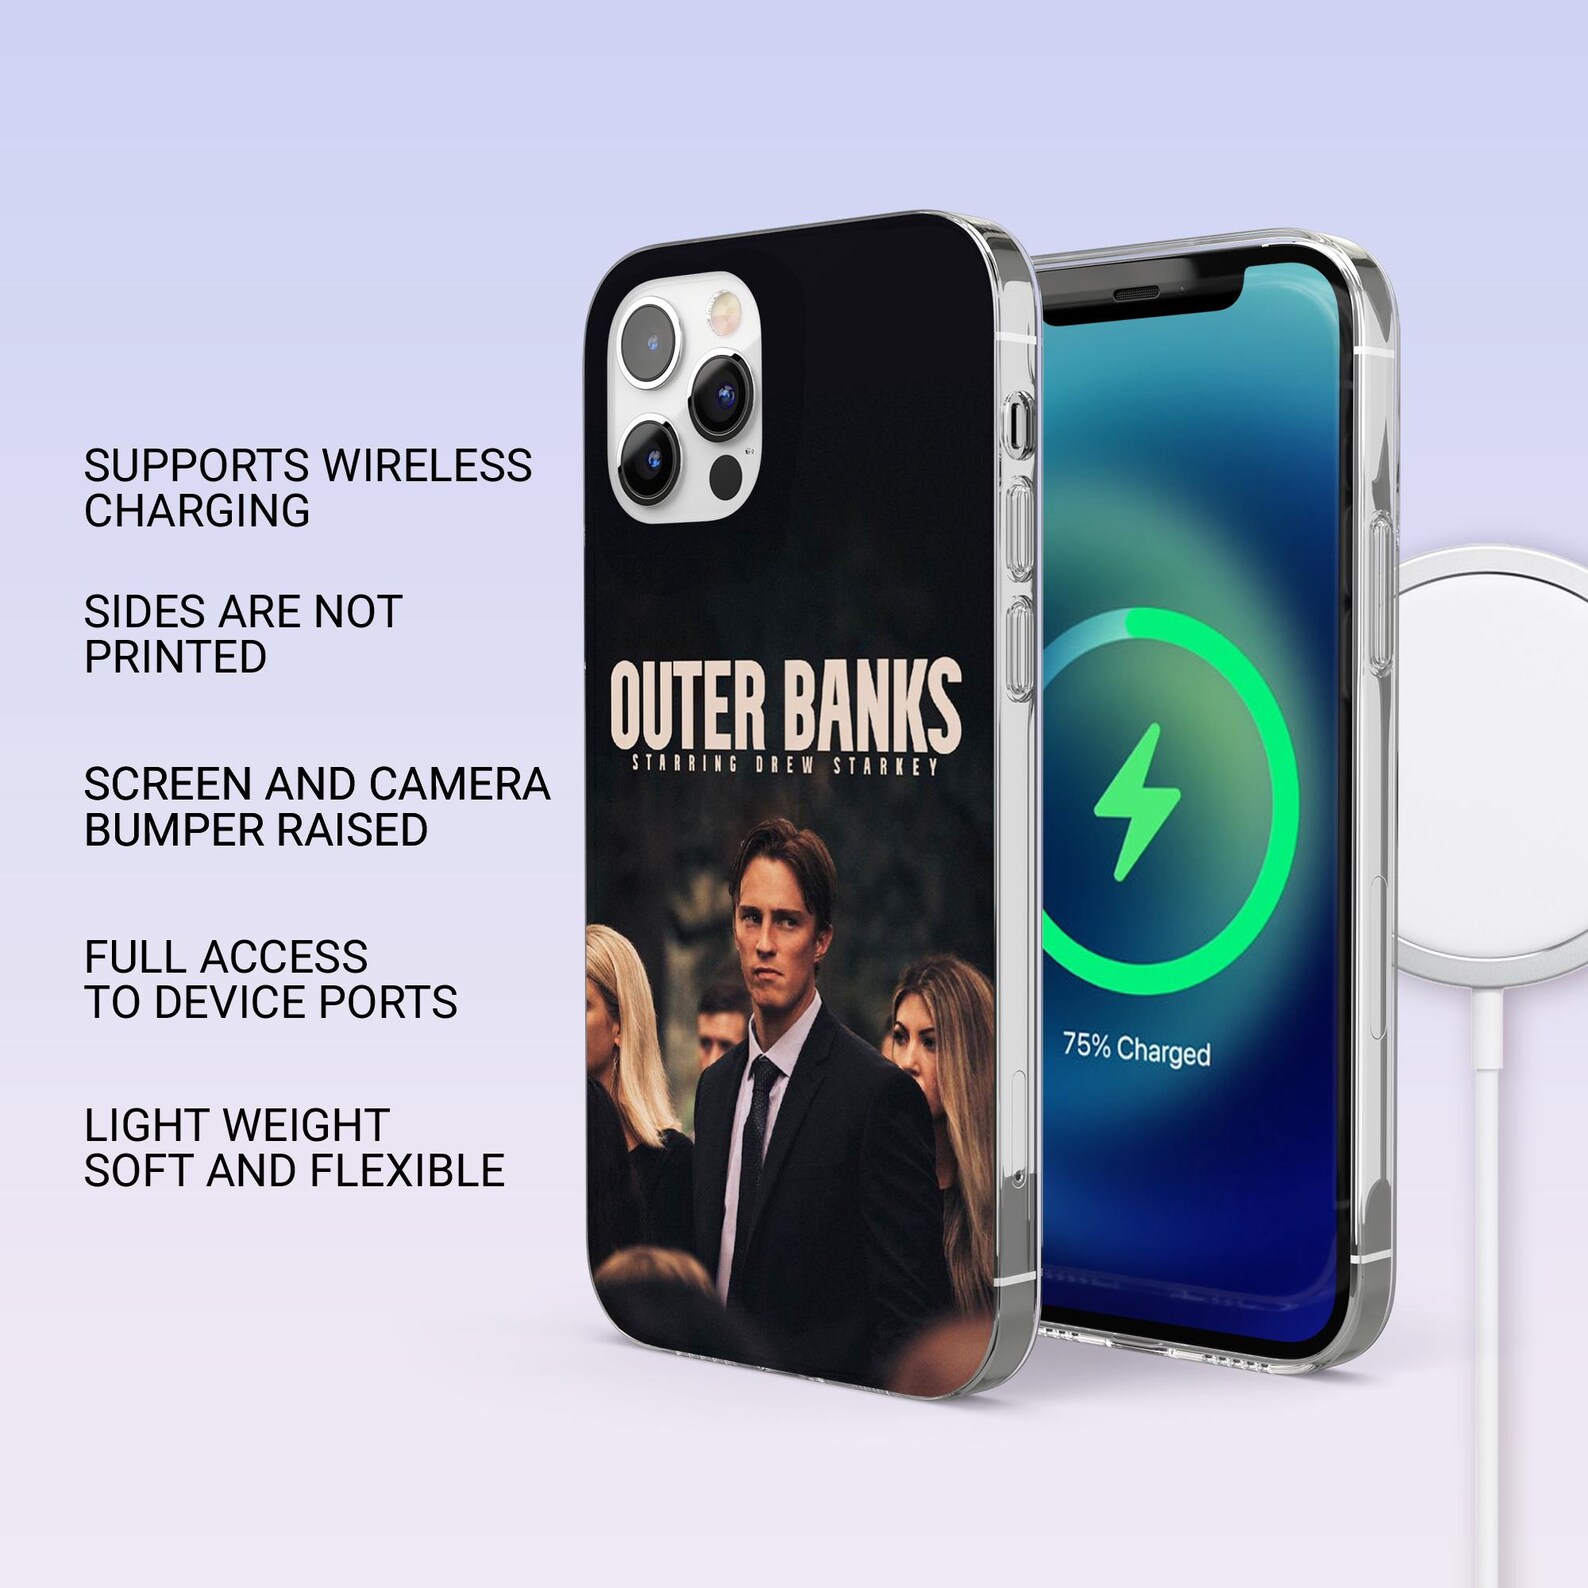 SUPPORTS WIRELESS
CHARGING
SIDES ARE NOT
PRINTED
SCREEN AND CAMERA
BUMPER RAISED
FULL ACCESS
TO DEVICE PORTS
LIGHT WEIGHT
SOFT AND FLEXIBLE
OUTER BANKS
STARRING DREW STARKEY
75% Charged